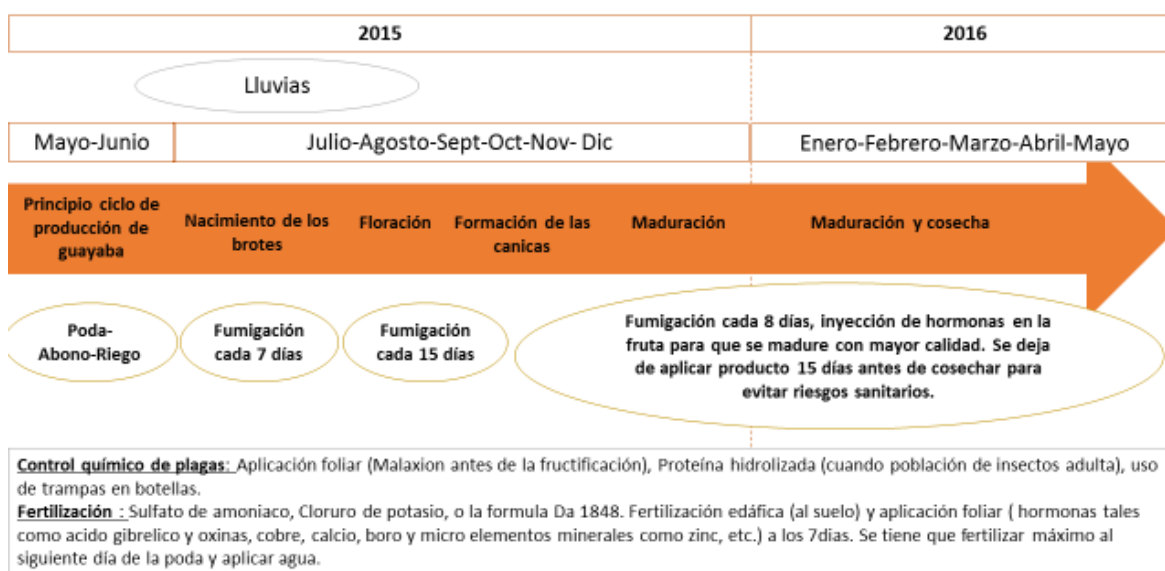 2015
2016
Lluvias
Mayo-Junio
Julio-Agosto-Sept-Oct-Nov- Dic
Enero-Febrero-Marzo-Abril-Mayo
Principio ciclo de
producción de
guayaba
Nacimiento de los
brotes
Floración
Formación de las
canicas
Maduración
Maduración y cosecha
Poda-
Abono-Riego
Fumigación
cada 7 días
Fumigación
cada 15 días
Fumigación cada 8 días, inyección de hormonas en la
fruta para que se madure con mayor calidad. Se deja
de aplicar producto 15 días antes de cosechar para
evitar riesgos sanitarios.
Control químico de plagas: Aplicación foliar (Malaxion antes de la fructificación), Proteína hidrolizada (cuando población de insectos adulta), uso
de trampas en botellas.
Fertilización : Sulfato de amoniaco, Cloruro de potasio, o la formula Da 1848. Fertilización edáfica (al suelo) y aplicación foliar ( hormonas tales
como acido gibrelico y oxinas, cobre, calcio, boro y micro elementos minerales como zinc, etc.) a los 7dias. Se tiene que fertilizar máximo al
siguiente día de la poda y aplicar agua.